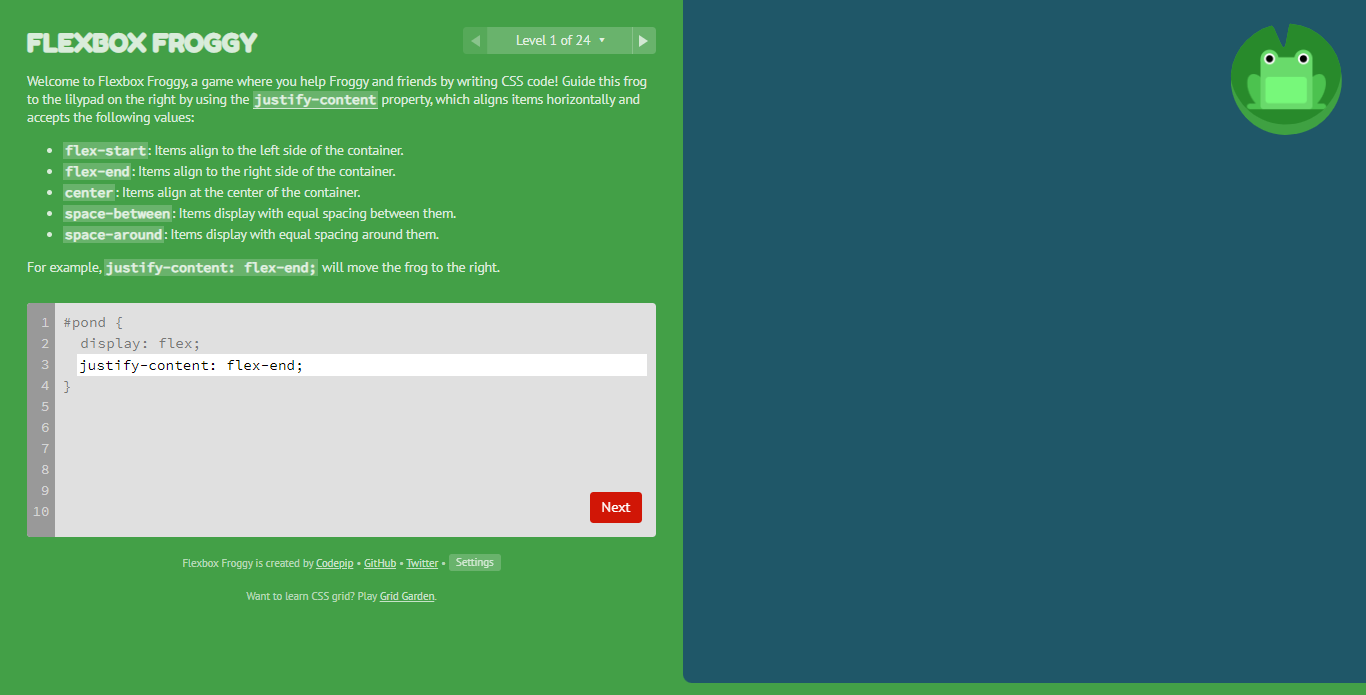 FLEXBOX FROGGY
◀ Level 1 of 24 ▼ ▶
Welcome to Flexbox Froggy, a game where you help Froggy and friends by writing CSS code! Guide this frog
to the lilypad on the right by using the justify-content property, which aligns items horizontally and
accepts the following values:
• flex-start: Items align to the left side of the container.
• flex-end: Items align to the right side of the container.
• center: Items align at the center of the container.
• space-between: Items display with equal spacing between them.
• space-around: Items display with equal spacing around them.
For example, justify-content: flex-end; will move the frog to the right.
1 #pond {
2 display: flex;
3 justify-content: flex-end;
4 }
5
6
7
8
9
10
Next
Flexbox Froggy is created by Codepip • GitHub • Twitter • Settings
Want to learn CSS grid? Play Grid Garden.